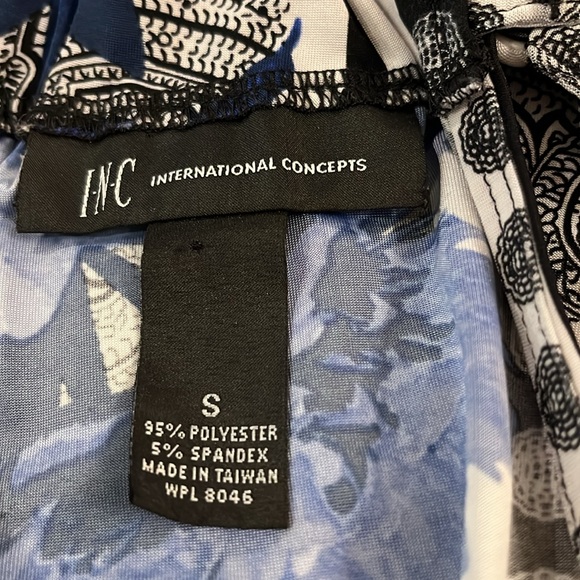 I·N·C INTERNATIONAL CONCEPTS
S
95% POLYESTER
5% SPANDEX
MADE IN TAIWAN
WPL 8046